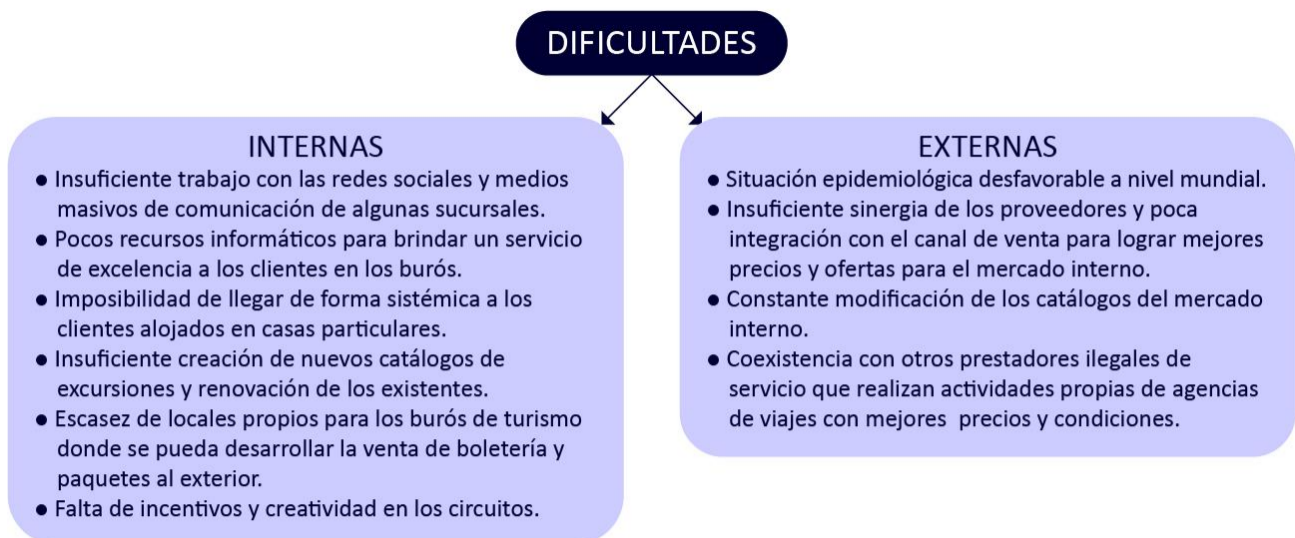 DIFICULTADES
INTERNAS
● Insuficiente trabajo con las redes sociales y medios
masivos de comunicación de algunas sucursales.
● Pocos recursos informáticos para brindar un servicio
de excelencia a los clientes en los burós.
● Imposibilidad de llegar de forma sistémica a los
clientes alojados en casas particulares.
● Insuficiente creación de nuevos catálogos de
excursiones y renovación de los existentes.
● Escasez de locales propios para los burós de turismo
donde se pueda desarrollar la venta de boletería y
paquetes al exterior.
● Falta de incentivos y creatividad en los circuitos.
EXTERNAS
● Situación epidemiológica desfavorable a nivel mundial.
● Insuficiente sinergia de los proveedores y poca
integración con el canal de venta para lograr mejores
precios y ofertas para el mercado interno.
● Constante modificación de los catálogos del mercado
interno.
● Coexistencia con otros prestadores ilegales de
servicio que realizan actividades propias de agencias
de viajes con mejores precios y condiciones.